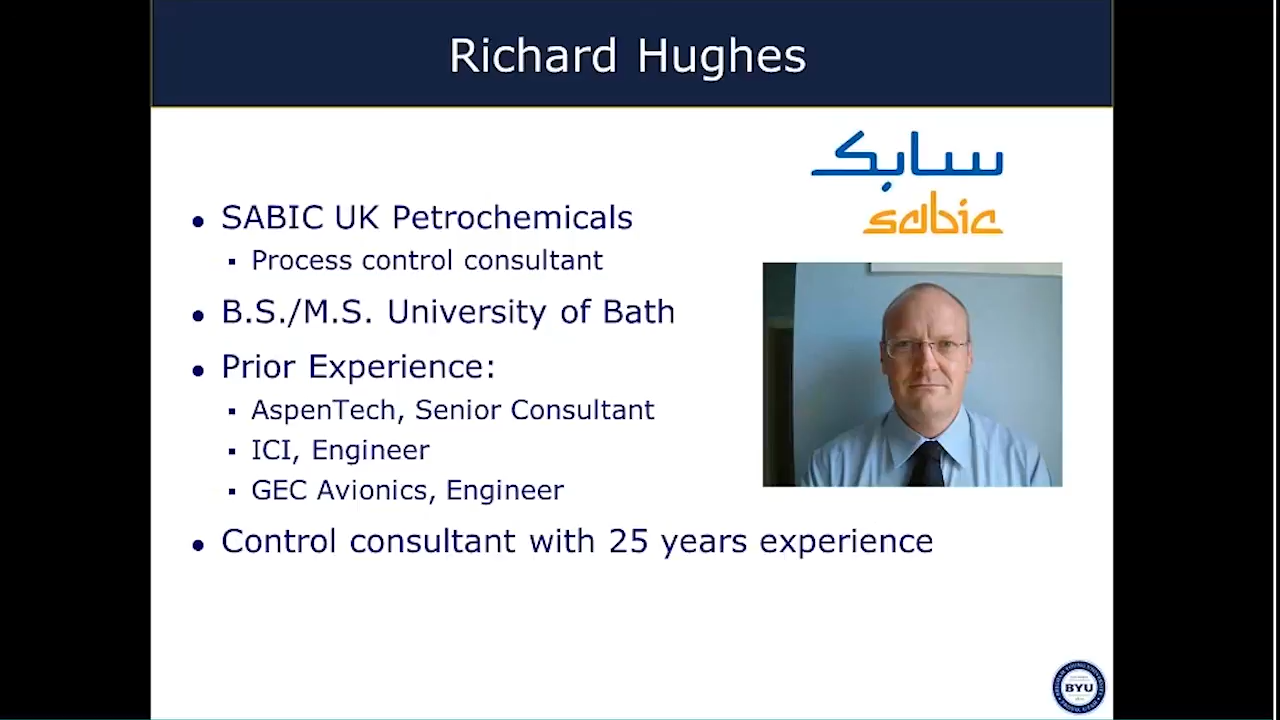 Richard Hughes
سابک
sabic
SABIC UK Petrochemicals
Process control consultant
B.S./M.S. University of Bath
Prior Experience:
AspenTech, Senior Consultant
ICI, Engineer
GEC Avionics, Engineer
Control consultant with 25 years experience
BYU